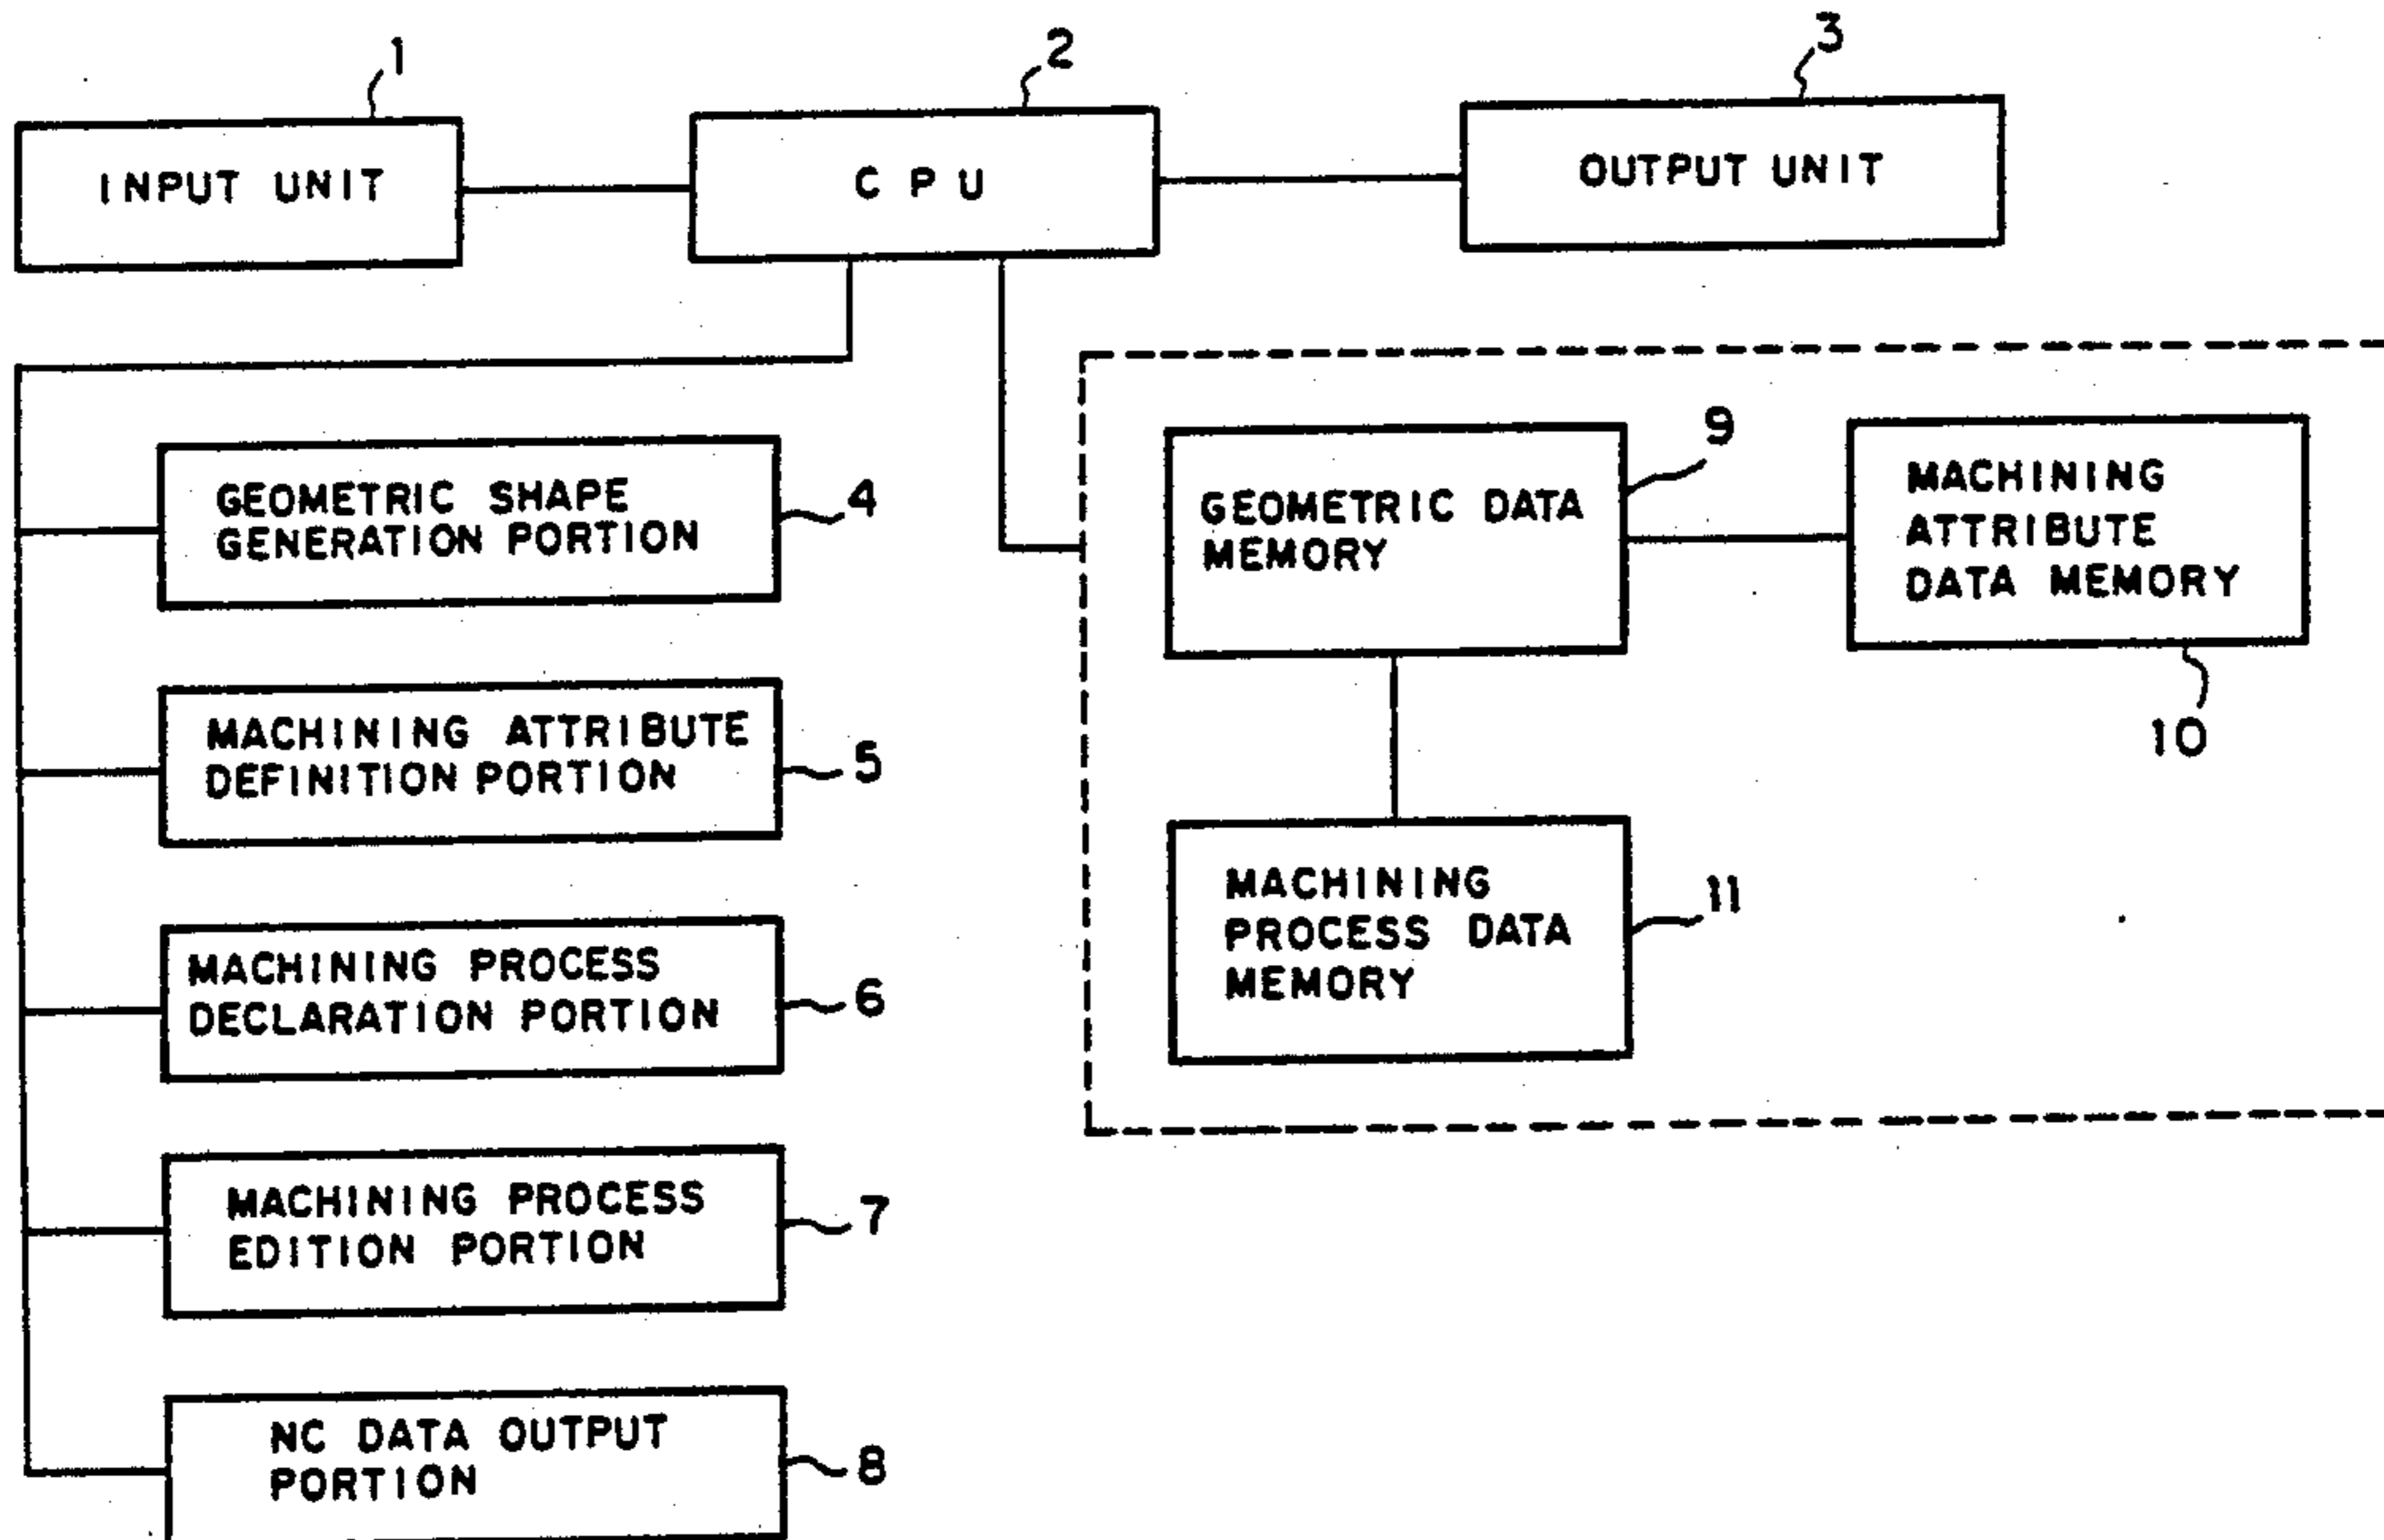 1
2
3
INPUT UNIT
CPU
OUTPUT UNIT
GEOMETRIC SHAPE
GENERATION PORTION
4
GEOMETRIC DATA
MEMORY
9
MACHINING
ATTRIBUTE
DATA MEMORY
10
MACHINING ATTRIBUTE
DEFINITION PORTION
5
MACHINING
PROCESS DATA
MEMORY
11
MACHINING PROCESS
DECLARATION PORTION
6
MACHINING PROCESS
EDITION PORTION
7
NC DATA OUTPUT
PORTION
8